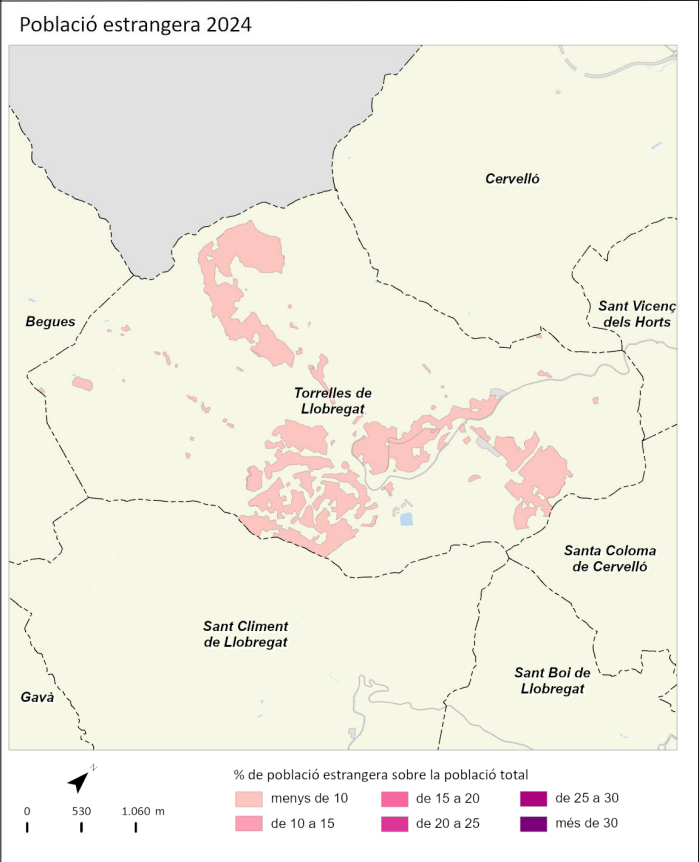 Població estrangera 2024
Cervelló
Sant Vicenç
dels Horts
Begues
Torrelles de
Llobregat
Santa Coloma
de Cervelló
Sant Climent
de Llobregat
Sant Boi de
Llobregat
Gavà
N
% de població estrangera sobre la població total
menys de 10
de 15 a 20
de 25 a 30
0 530 1.060 m
de 10 a 15
de 20 a 25
més de 30